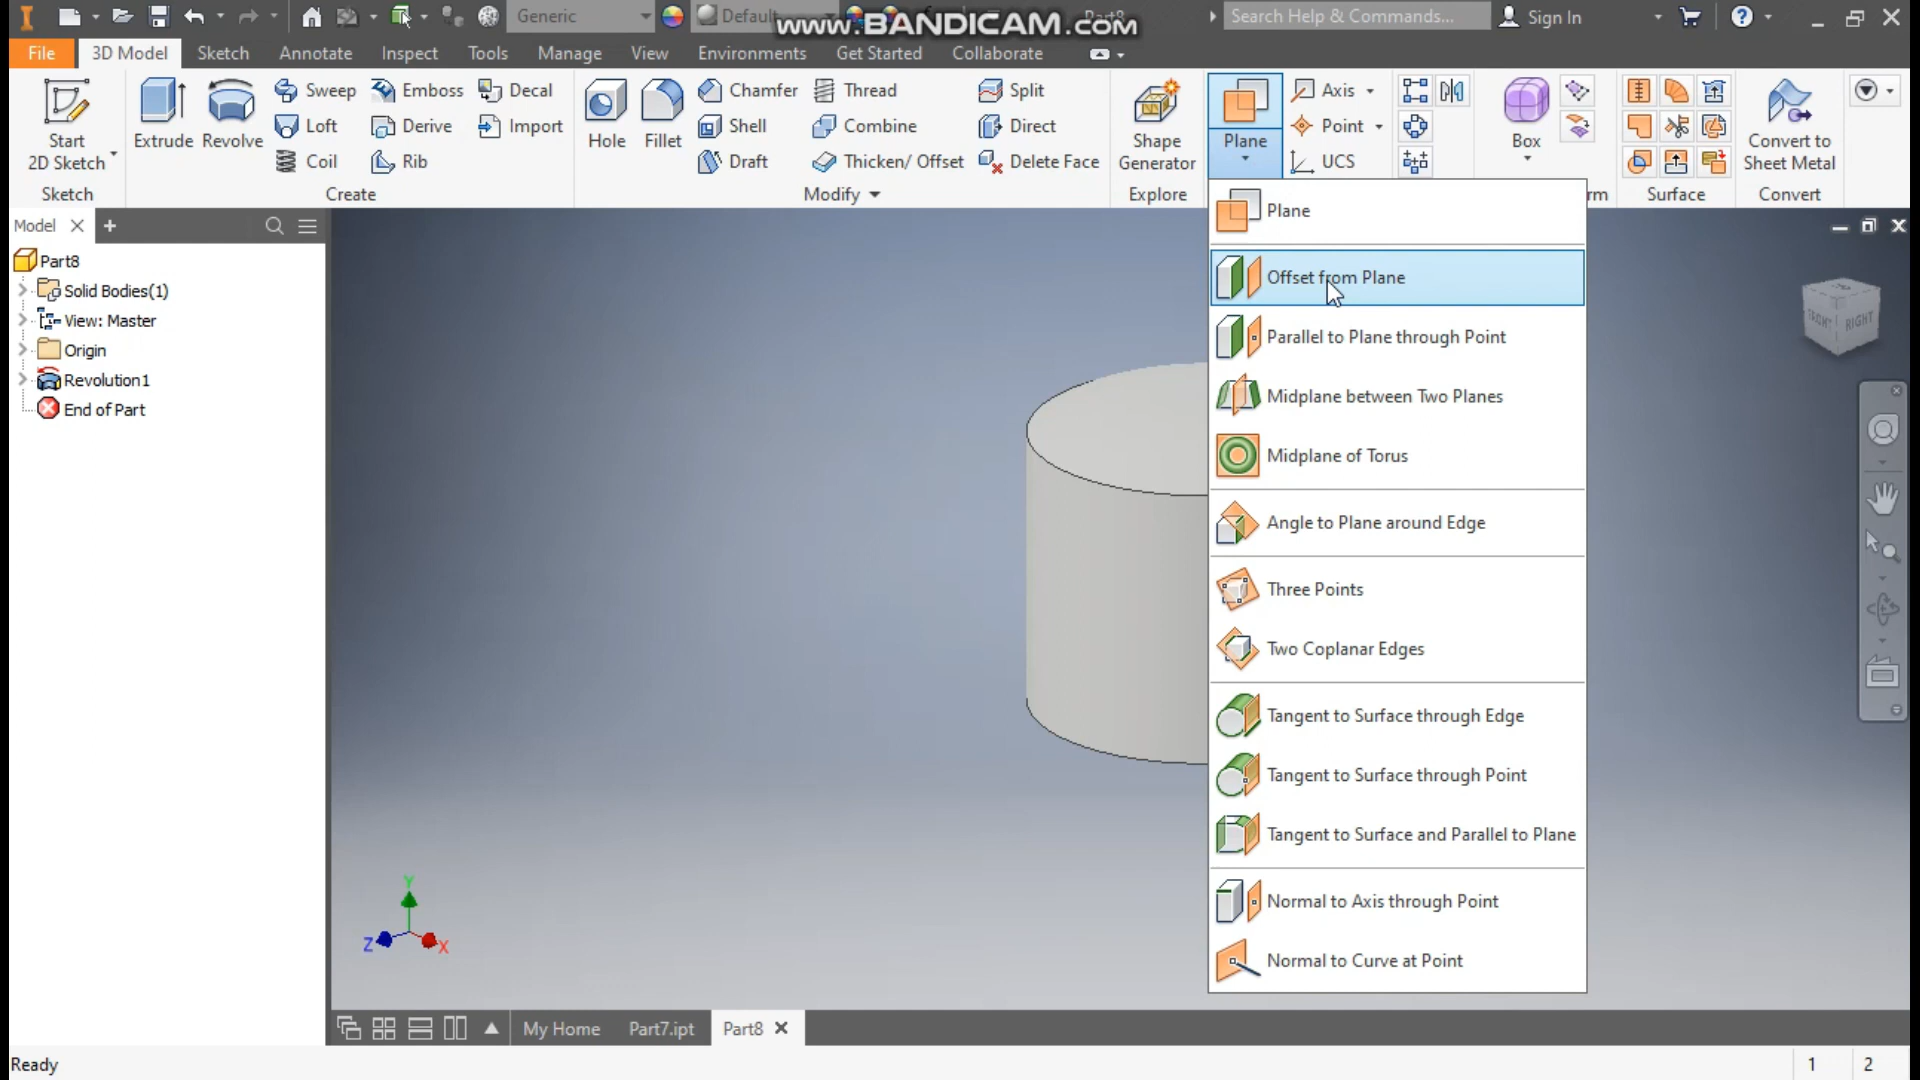 Generic
Default
www.BANDICAM.com
Search Help & Commands...
Sign In
File
3D Model
Sketch
Annotate
Inspect
Tools
Manage
View
Environments
Get Started
Collaborate
Start
2D Sketch
Sketch
Extrude
Revolve
Sweep
Loft
Coil
Emboss
Derive
Rib
Decal
Import
Create
Hole
Fillet
Chamfer
Shell
Draft
Thread
Combine
Thicken/ Offset
Split
Direct
Delete Face
Modify
Shape
Generator
Explore
Plane
Axis
Point
UCS
Box
rm
Surface
Convert to
Sheet Metal
Convert
Model
Part8
Solid Bodies(1)
View: Master
Origin
Revolution1
End of Part
Plane
Offset from Plane
Parallel to Plane through Point
Midplane between Two Planes
Midplane of Torus
Angle to Plane around Edge
Three Points
Two Coplanar Edges
Tangent to Surface through Edge
Tangent to Surface through Point
Tangent to Surface and Parallel to Plane
Normal to Axis through Point
Normal to Curve at Point
FRONT
RIGHT
Y
Z
X
My Home
Part7.ipt
Part8
Ready
1
2